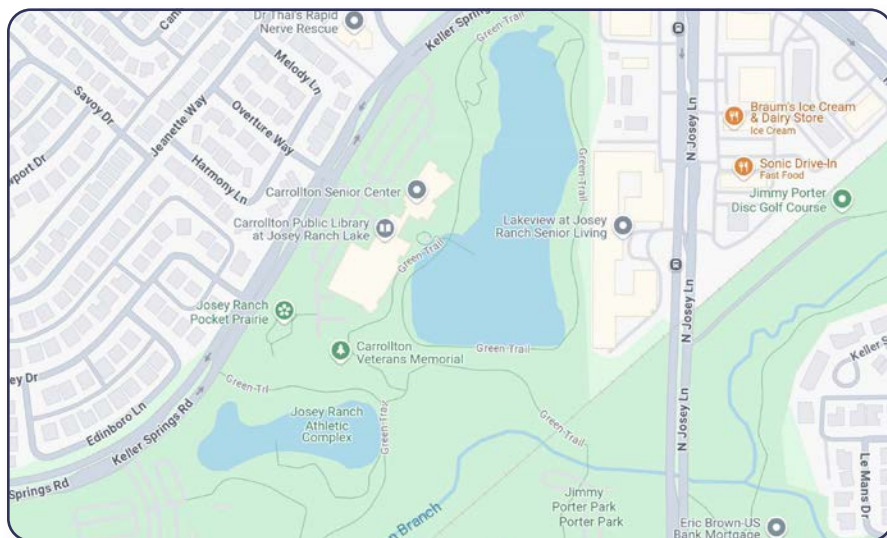 Dr Thai's Rapid
Nerve Rescue
Keller Springs
Green-Trail
N Josey Ln
Melody Ln
Savoy Dr
Jeanette Way
Overture Way
Harmony Ln
Braum's Ice Cream
& Dairy Store
Ice Cream
Sonic Drive-In
Fast Food
Jimmy Porter
Disc Golf Course
Green-Trail
Carrollton Senior Center
Carrollton Public Library
at Josey Ranch Lake
Green-Trail
Lakeview at Josey
Ranch Senior Living
N Josey Ln
Josey Ranch
Pocket Prairie
Carrollton
Veterans Memorial
Green-Trail
N Josey Ln
Keller S
ey Dr
Edinboro Ln
Keller Springs Rd
Green-Trl
Josey Ranch
Athletic
Complex
Green-Trail
Green-Trail
N Josey Ln
Le Mans Dr
Springs Rd
Branch
Jimmy
Porter Park
Porter Park
Eric Brown-US
Bank Mortgage